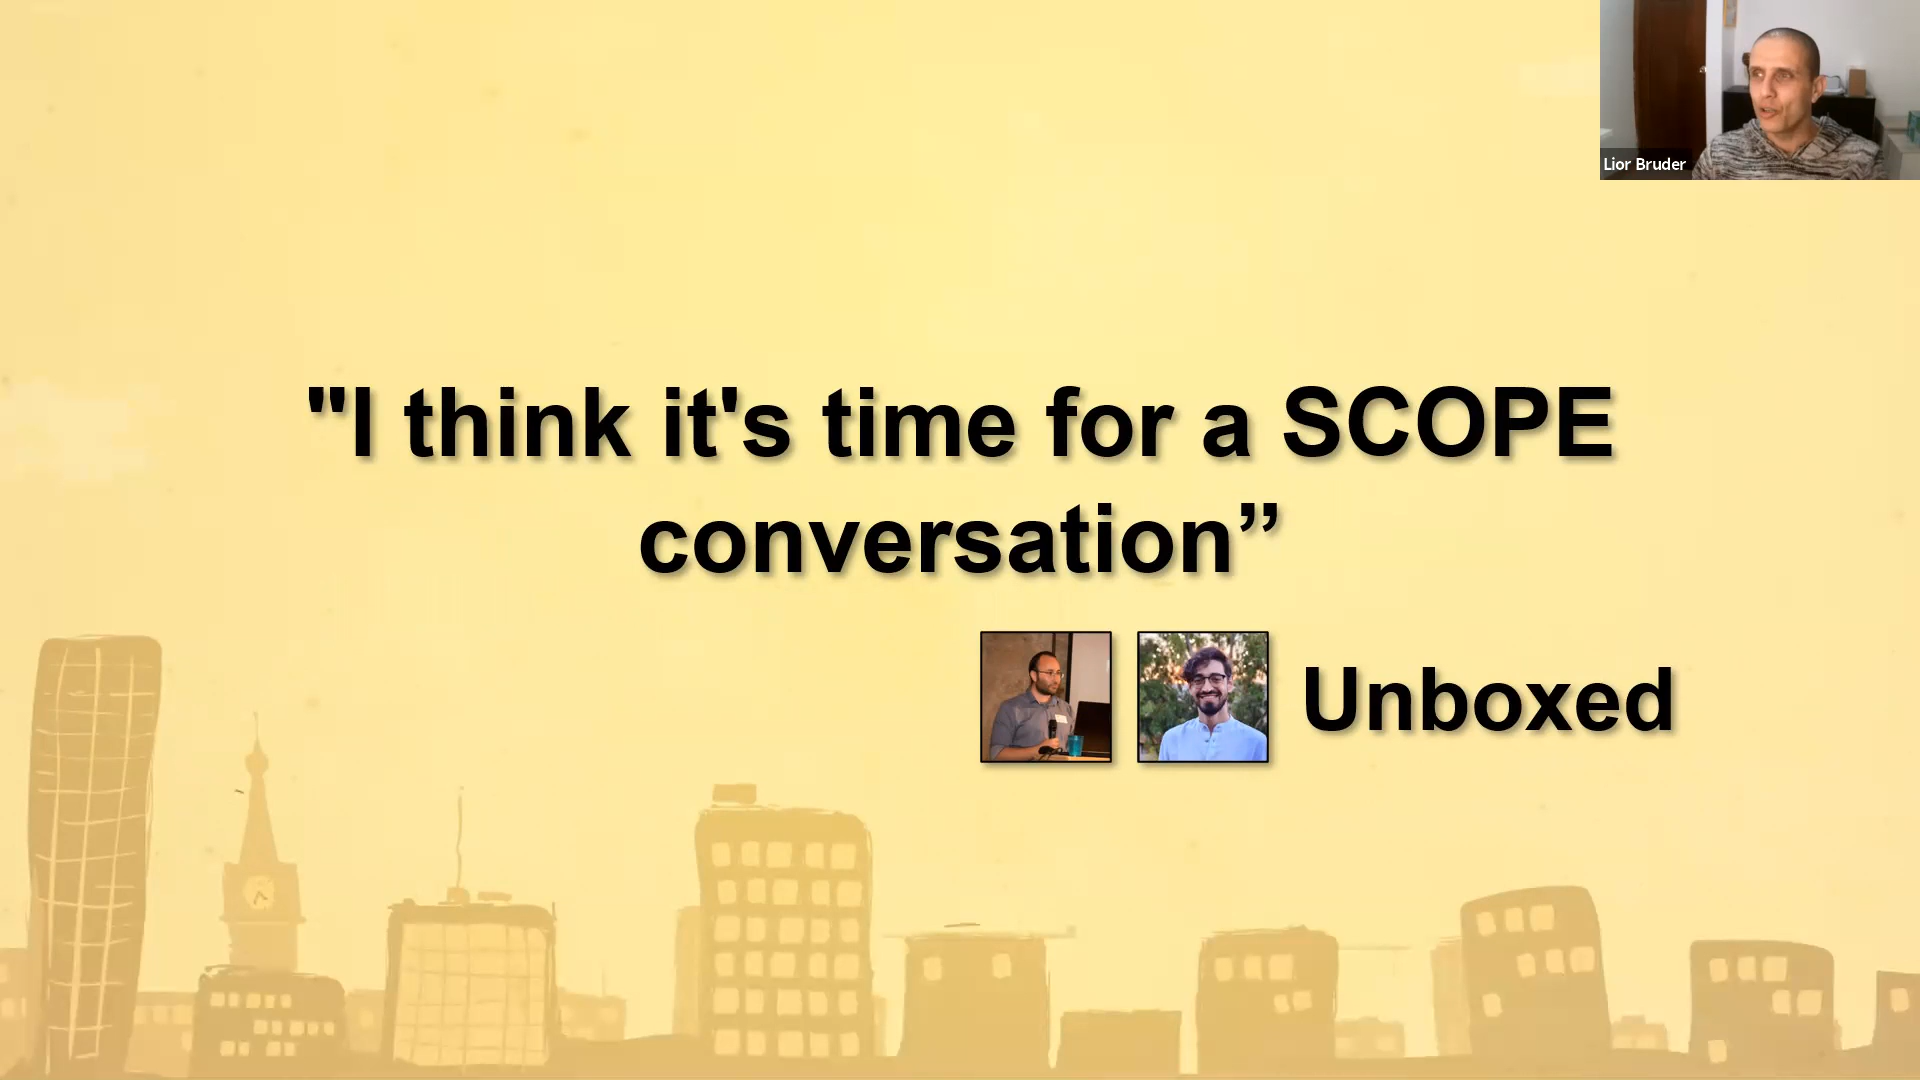 Lior Bruder
"I think it's time for a SCOPE
conversation”
Unboxed